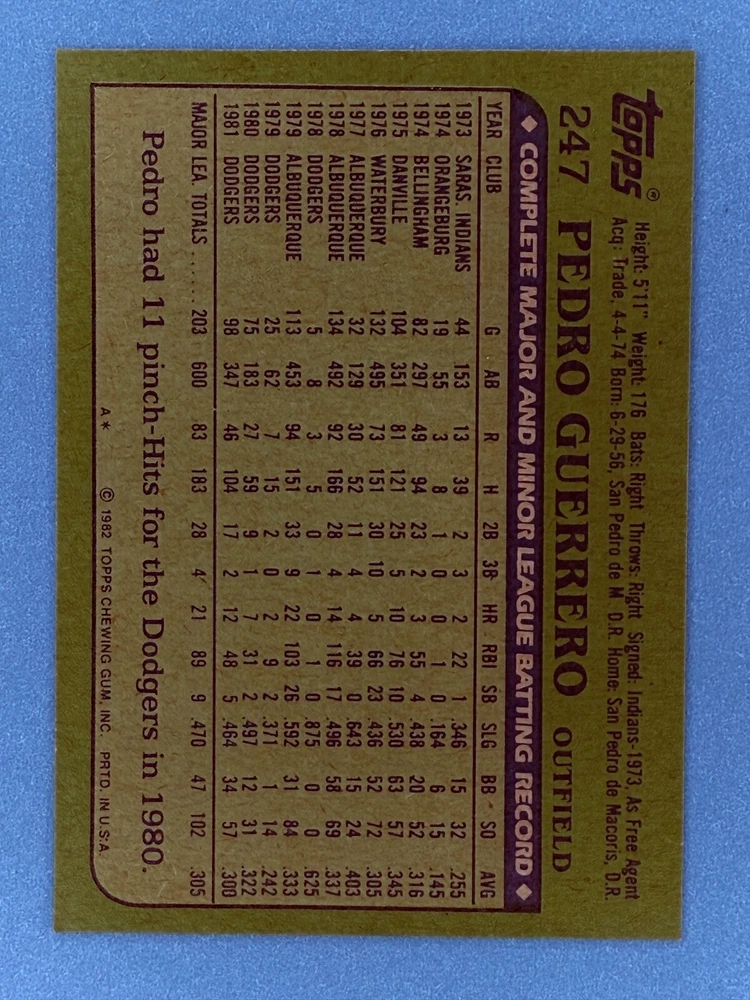 topps®
Height: 5'11" Weight: 176 Bats: Right Throws: Right Signed: Indians-1973, As Free Agent
Acq: Trade, 4-4-74 Born: 6-29-56, San Pedro de M. D.R. Home: San Pedro de Macoris, D.R.
247 PEDRO GUERRERO OUTFIELD
◆ COMPLETE MAJOR AND MINOR LEAGUE BATTING RECORD ◆
YEAR CLUB G AB R H 2B 3B HR RBI SB SLG BB SO AVG
1973 SARAS. INDIANS 44 153 13 39 2 3 2 22 1 .346 15 32 .255
1974 ORANGEBURG 19 55 3 8 1 0 0 1 0 .164 6 15 .145
1974 BELLINGHAM 82 297 49 94 23 2 3 55 4 .438 20 52 .316
1975 DANVILLE 104 351 81 121 25 5 10 76 10 .530 63 57 .345
1976 WATERBURY 132 495 73 151 30 10 5 66 23 .436 52 72 .305
1977 ALBUQUERQUE 32 129 30 52 11 4 4 39 0 .643 15 24 .403
1978 ALBUQUERQUE 134 492 92 166 28 4 14 116 17 .496 58 69 .337
1978 DODGERS 5 8 3 5 0 1 0 1 0 .875 0 0 .625
1979 ALBUQUERQUE 113 453 94 151 33 9 22 103 26 .592 31 84 .333
1979 DODGERS 25 62 7 15 2 0 2 9 2 .371 1 14 .242
1980 DODGERS 75 183 27 59 9 1 7 31 2 .497 12 31 .322
1981 DODGERS 98 347 46 104 17 2 12 48 5 .464 34 57 .300
MAJOR LEA. TOTALS ...... 203 600 83 183 28 4 21 89 9 .470 47 102 .305
Pedro had 11 pinch-Hits for the Dodgers in 1980.
A* © 1982 TOPPS CHEWING GUM, INC. PRTD. IN U.S.A.